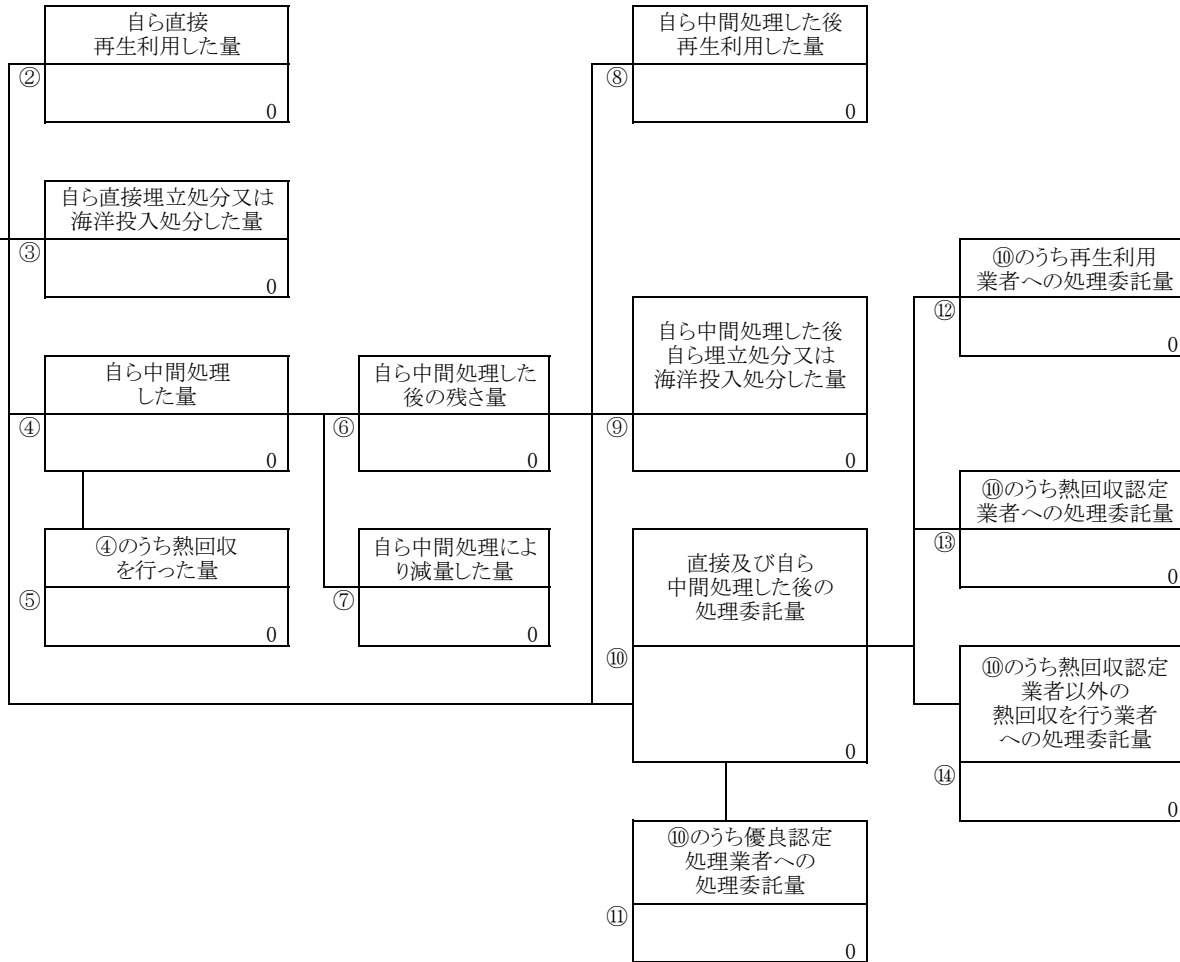 自ら直接
再生利用した量
②
0
自ら直接埋立処分又は
海洋投入処分した量
③
0
自ら中間処理
した量
④
0
④のうち熱回収
を行った量
⑤
0
自ら中間処理した
後の残さ量
⑥
0
自ら中間処理によ
り減量した量
⑦
0
自ら中間処理した後
再生利用した量
⑧
0
自ら中間処理した後
自ら埋立処分又は
海洋投入処分した量
⑨
0
直接及び自ら
中間処理した後の
処理委託量
⑩
0
⑩のうち優良認定
処理業者への
処理委託量
⑪
0
⑩のうち再生利用
業者への処理委託量
⑫
0
⑩のうち熱回収認定
業者への処理委託量
⑬
0
⑩のうち熱回収認定
業者以外の
熱回収を行う業者
への処理委託量
⑭
0